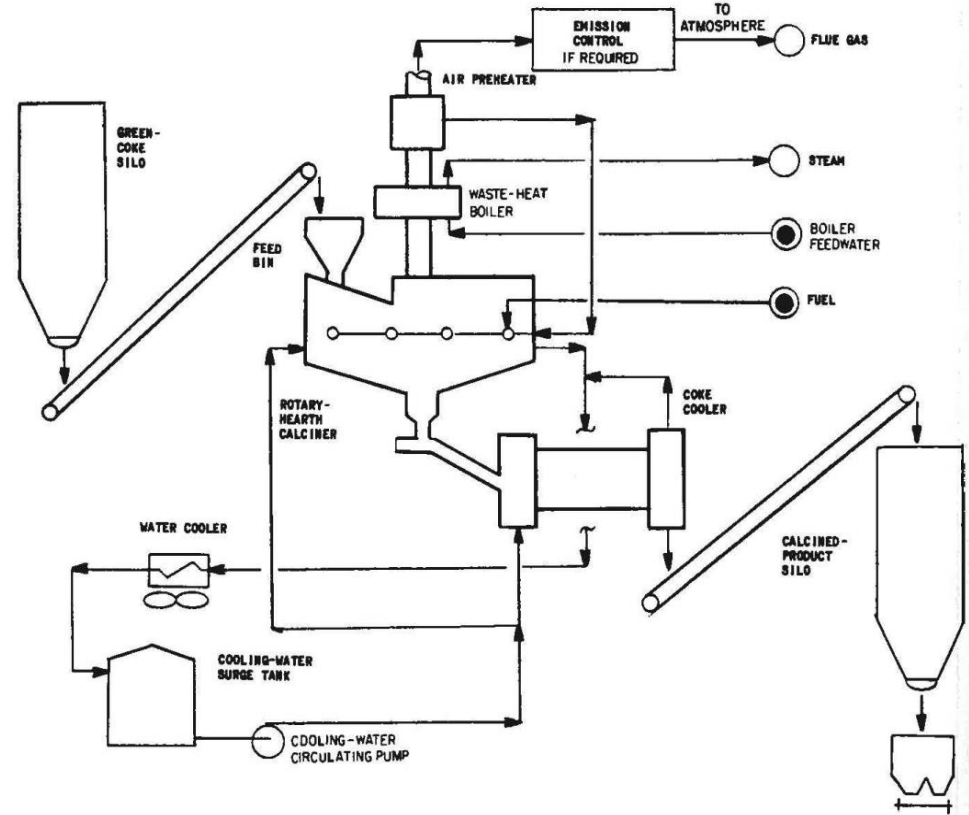 TO
ATMOSPHERE
EMISSION
CONTROL
IF REQUIRED
FLUE GAS
AIR PREHEATER
GREEN-
COKE
SILO
STEAM
WASTE-HEAT
BOILER
BOILER
FEEDWATER
FEED
BIN
FUEL
ROTARY-
HEARTH
CALCINER
COKE
COOLER
WATER COOLER
CALCINED-
PRODUCT
SILO
COOLING-WATER
SURGE TANK
COOLING-WATER
CIRCULATING PUMP